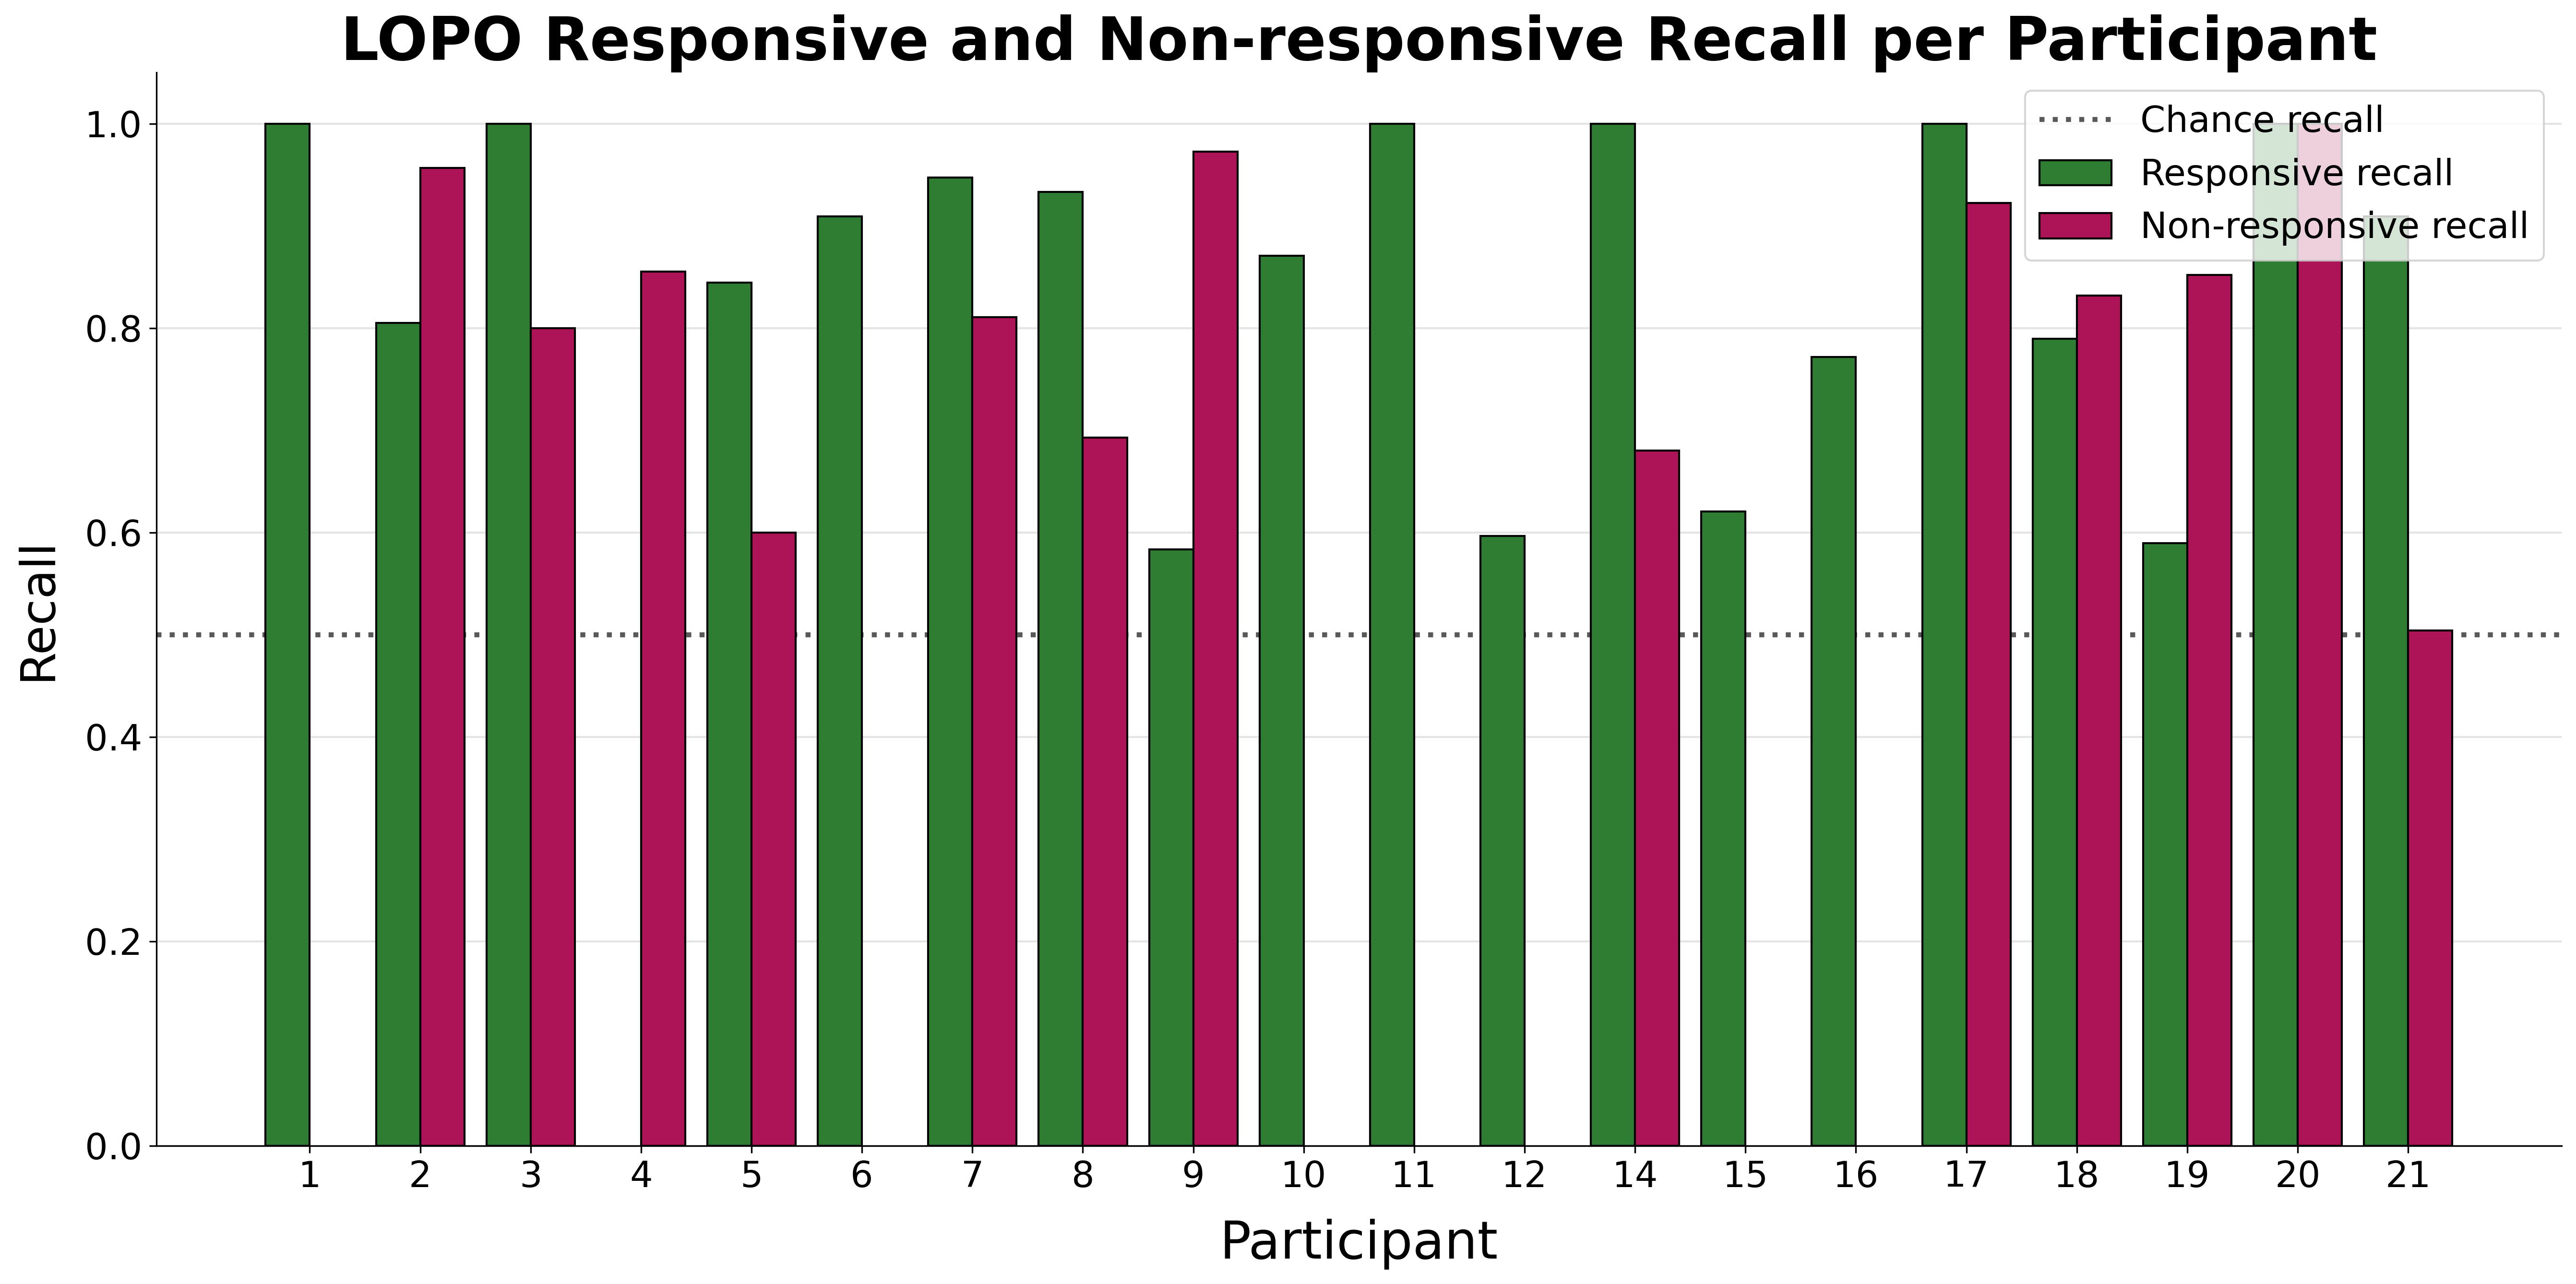 LOPO Responsive and Non-responsive Recall per Participant
Chance recall
Responsive recall
Non-responsive recall
1.0
0.8
0.6
0.4
0.2
0.0
Recall
1 2 3 4 5 6 7 8 9 10 11 12 14 15 16 17 18 19 20 21
Participant